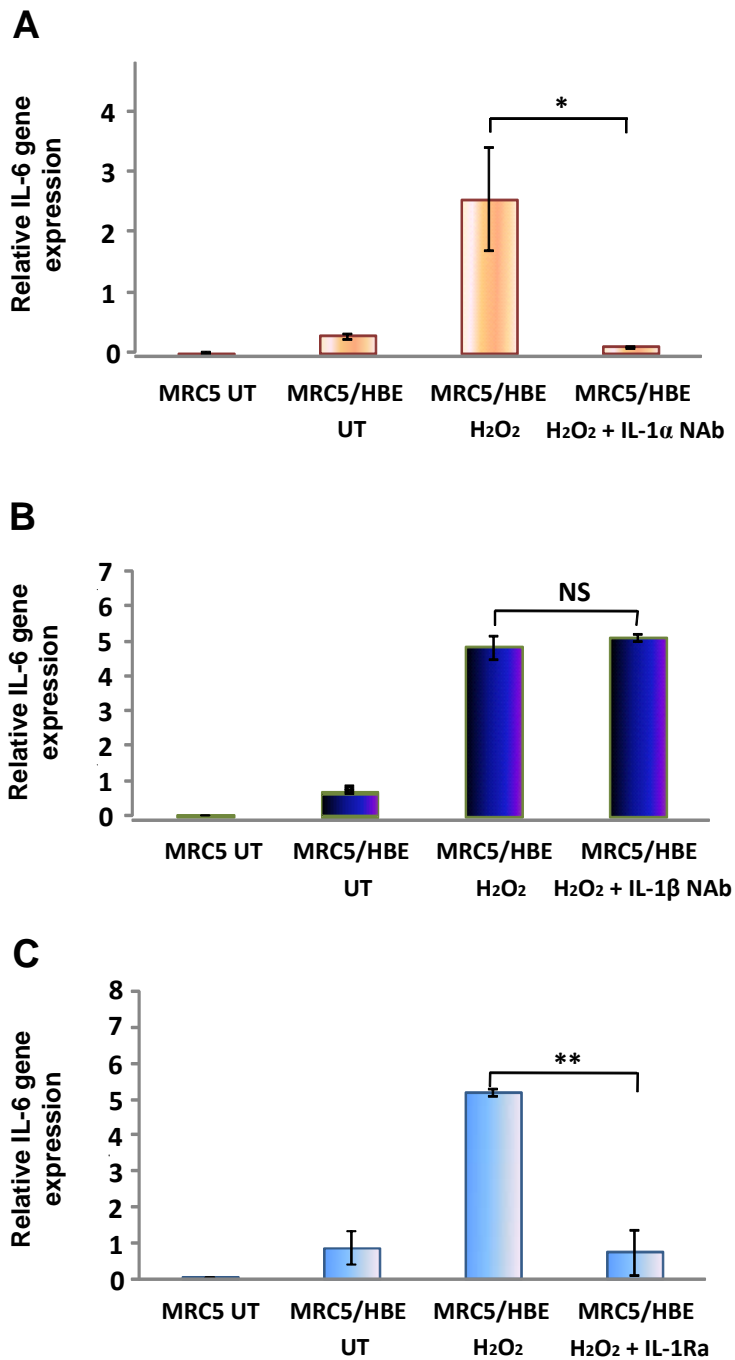 A
Relative IL-6 gene
expression
4
3
2
1
0
*
MRC5 UT
MRC5/HBE
UT
MRC5/HBE
H₂O₂
MRC5/HBE
H₂O₂ + IL-1α NAb
B
Relative IL-6 gene
expression
7
6
5
4
3
2
1
0
NS
MRC5 UT
MRC5/HBE
UT
MRC5/HBE
H₂O₂
MRC5/HBE
H₂O₂ + IL-1β NAb
C
Relative IL-6 gene
expression
8
7
6
5
4
3
2
1
0
**
MRC5 UT
MRC5/HBE
UT
MRC5/HBE
H₂O₂
MRC5/HBE
H₂O₂ + IL-1Ra